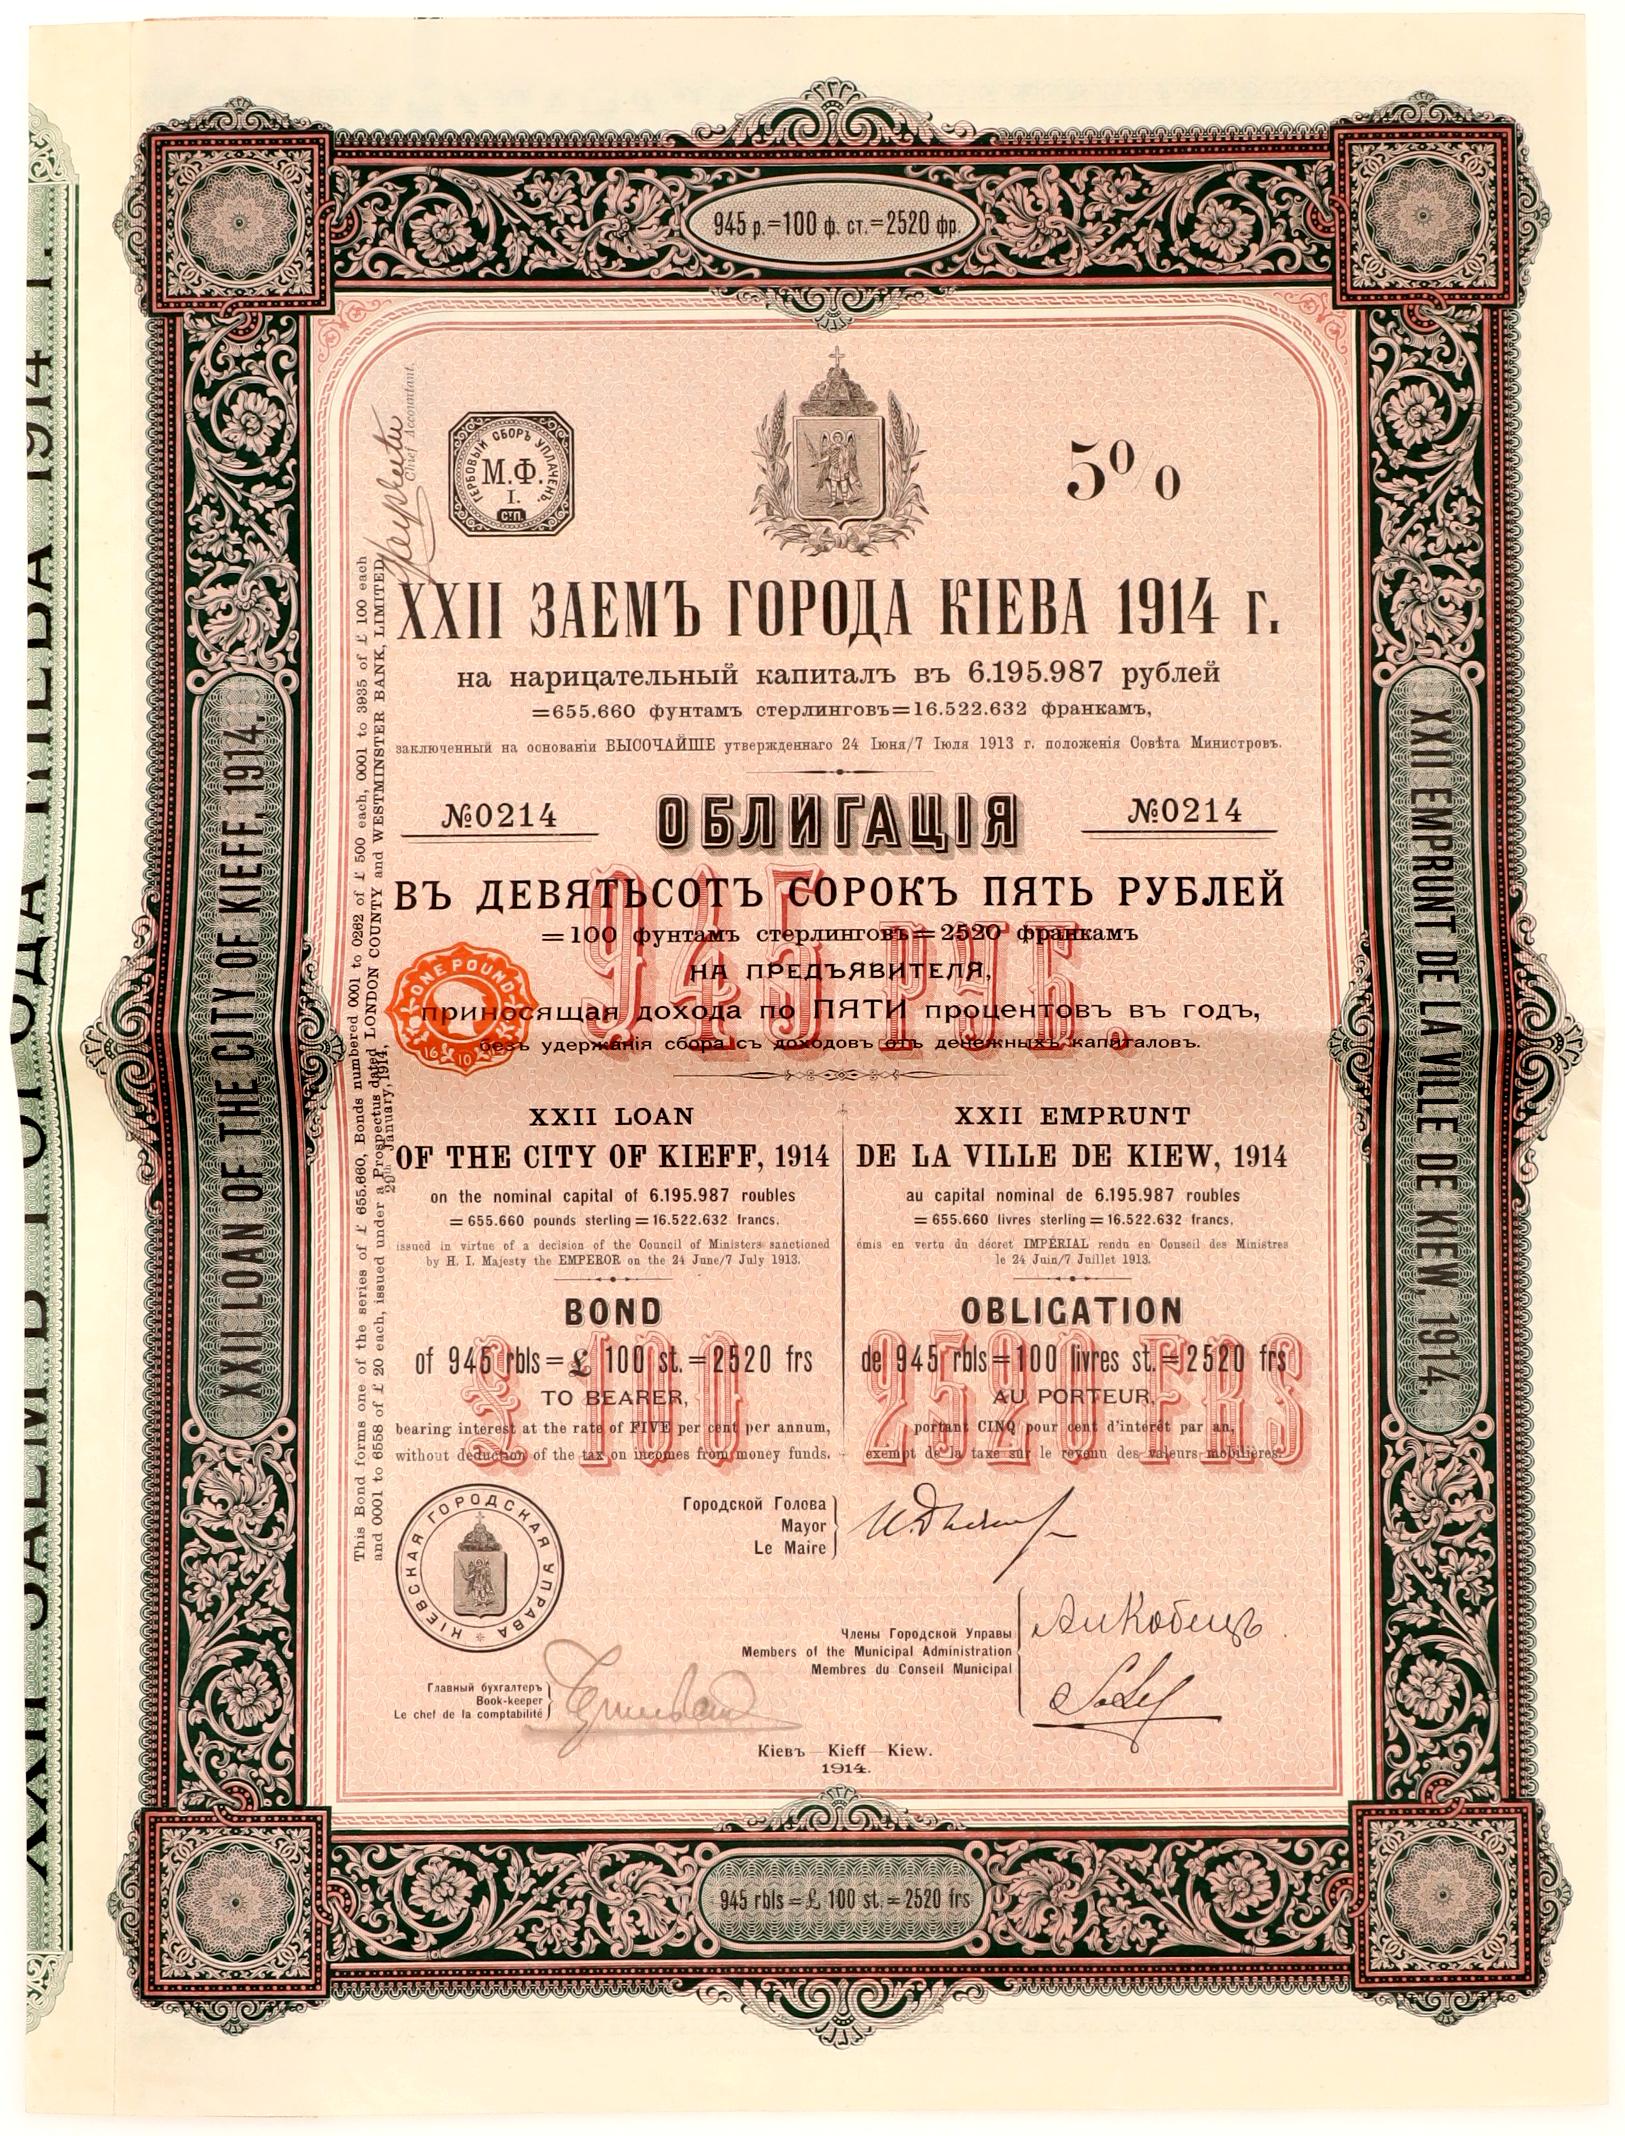 945 р.=100 ф. ст.=2520 фр.
XXII LOAN OF THE CITY OF KIEFF, 1914.
XXII EMPRUNT DE LA VILLE DE KIEW, 1914.
Chief Accountant.
This Bond forms one of the series of £ 655.660, Bonds numbered 0001 to 0262 of £ 500 each, 0001 to 3935 of £ 100 each
and 0001 to 6558 of £ 20 each, issued under a Prospectus dated LONDON COUNTY and WESTMINSTER BANK, LIMITED,
20th January, 1914,
ГЕРБОВЫЙ СБОРЪ УПЛАЧЕНЪ.
М.Ф.
I.
СТП.
5%
XXII ЗАЕМЪ ГОРОДА КІЕВА 1914 г.
на нарицательный капиталъ въ 6.195.987 рублей
=655.660 фунтамъ стерлинговъ=16.522.632 франкамъ,
заключенный на основаніи ВЫСОЧАЙШЕ утвержденнаго 24 Іюня/7 Іюля 1913 г. положенія Совѣта Министровъ.
№0214 ОБЛИГАЦІЯ №0214
945 РУБ.
ВЪ ДЕВЯТЬСОТЪ СОРОКЪ ПЯТЬ РУБЛЕЙ
=100 фунтамъ стерлинговъ=2520 франкамъ
НА ПРЕДЪЯВИТЕЛЯ,
приносящая дохода по ПЯТИ процентовъ въ годъ,
безъ удержанія сбора съ доходовъ отъ денежныхъ капаталовъ.
ONE POUND
16 10
XXII LOAN
OF THE CITY OF KIEFF, 1914
on the nominal capital of 6.195.987 roubles
=655.660 pounds sterling=16.522.632 francs.
issued in virtue of a decision of the Council of Ministers sanctioned
by H. I. Majesty the EMPEROR on the 24 June/7 July 1913.
BOND
£ 100
of 945 rbls=£ 100 st.=2520 frs
TO BEARER,
bearing interest at the rate of FIVE per cent per annum,
without deduction of the tax on incomes from money funds.
XXII EMPRUNT
DE LA VILLE DE KIEW, 1914
au capital nominal de 6.195.987 roubles
=655.660 livres sterling=16.522.632 francs.
émis en vertu du décret IMPÉRIAL rendu en Conseil des Ministres
le 24 Juin/7 Juillet 1913.
OBLIGATION
2520 FRS
de 945 rbls=100 livres st.=2520 frs
AU PORTEUR,
portant CINQ pour cent d'intérêt par an,
exempt de la taxe sur le revenu des valeurs mobilières.
КІЕВСКАЯ ГОРОДСКАЯ УПРАВА
Городской Голова
Mayor
Le Maire
Члены Городской Управы
Members of the Municipal Administration
Membres du Conseil Municipal
Главный бухгалтеръ
Book-keeper
Le chef de la comptabilité
Кіевъ — Kieff — Kiew.
1914.
945 rbls=£ 100 st.=2520 frs